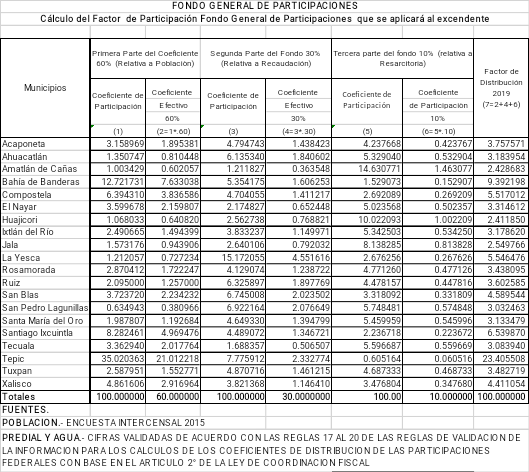 FONDO GENERAL DE PARTICIPACIONES
Cálculo del Factor de Participación Fondo General de Participaciones que se aplicará al excedente
Municipios
Primera Parte del Coeficiente 60% (Relativa a Población)
Segunda Parte del Fondo 30% (Relativa a Recaudación)
Tercera parte del fondo 10% (relativa a Resarcitoria)
Factor de Distribución 2019 (7=2+4+6)
Coeficiente de Participación
Coeficiente Efectivo 60%
Coeficiente de Participación
Coeficiente Efectivo 30%
Coeficiente de Participación
Coeficiente de Participación 10%
(1) (2=1*.60) (3) (4=3*.30) (5) (6=5*.10)
Acaponeta 3.158969 1.895381 4.794743 1.438423 4.237668 0.423767 3.757571
Ahuacatlán 1.350747 0.810448 6.135340 1.840602 5.329040 0.532904 3.183954
Amatlán de Cañas 1.003429 0.602057 1.211827 0.363548 14.630771 1.463077 2.428683
Bahía de Banderas 12.721731 7.633038 5.354175 1.606253 1.529073 0.152907 9.392198
Compostela 6.394310 3.836586 4.704055 1.411217 2.692089 0.269209 5.517012
El Nayar 3.599678 2.159807 2.174827 0.652448 5.023568 0.502357 3.314612
Huajicori 1.068033 0.640820 2.562738 0.768821 10.022093 1.002209 2.411850
Ixtlán del Río 2.490665 1.494399 3.833237 1.149971 5.342503 0.534250 3.178620
Jala 1.573176 0.943906 2.640106 0.792032 8.138285 0.813828 2.549766
La Yesca 1.212057 0.727234 15.172055 4.551616 2.676256 0.267626 5.546476
Rosamorada 2.870412 1.722247 4.129074 1.238722 4.771260 0.477126 3.438095
Ruiz 2.095000 1.257000 6.325897 1.897769 4.478157 0.447816 3.602585
San Blas 3.723720 2.234232 6.745008 2.023502 3.318092 0.331809 4.589544
San Pedro Lagunillas 0.634943 0.380966 6.922164 2.076649 5.748481 0.574848 3.032463
Santa María del Oro 1.987807 1.192684 4.649330 1.394799 5.459959 0.545996 3.133479
Santiago Ixcuintla 8.282461 4.969476 4.489072 1.346721 2.236718 0.223672 6.539870
Tecuala 3.362940 2.017764 1.688357 0.506507 5.596687 0.559669 3.083940
Tepic 35.020363 21.012218 7.775912 2.332774 0.605164 0.060516 23.405508
Tuxpan 2.587951 1.552771 4.870716 1.461215 4.687333 0.468733 3.482719
Xalisco 4.861606 2.916964 3.821368 1.146410 3.476804 0.347680 4.411054
Totales 100.000000 60.000000 100.000000 30.0000000 100.00 10.000000 100.000000
FUENTES.
POBLACION.- ENCUESTA INTERCENSAL 2015
PREDIAL Y AGUA.- CIFRAS VALIDADAS DE ACUERDO CON LAS REGLAS 17 AL 20 DE LAS REGLAS DE VALIDACION DE
LA INFORMACION PARA LOS CALCULOS DE LOS COEFICIENTES DE DISTRIBUCION DE LAS PARTICIPACIONES
FEDERALES CON BASE EN EL ARTICULO 2° DE LA LEY DE COORDINACION FISCAL